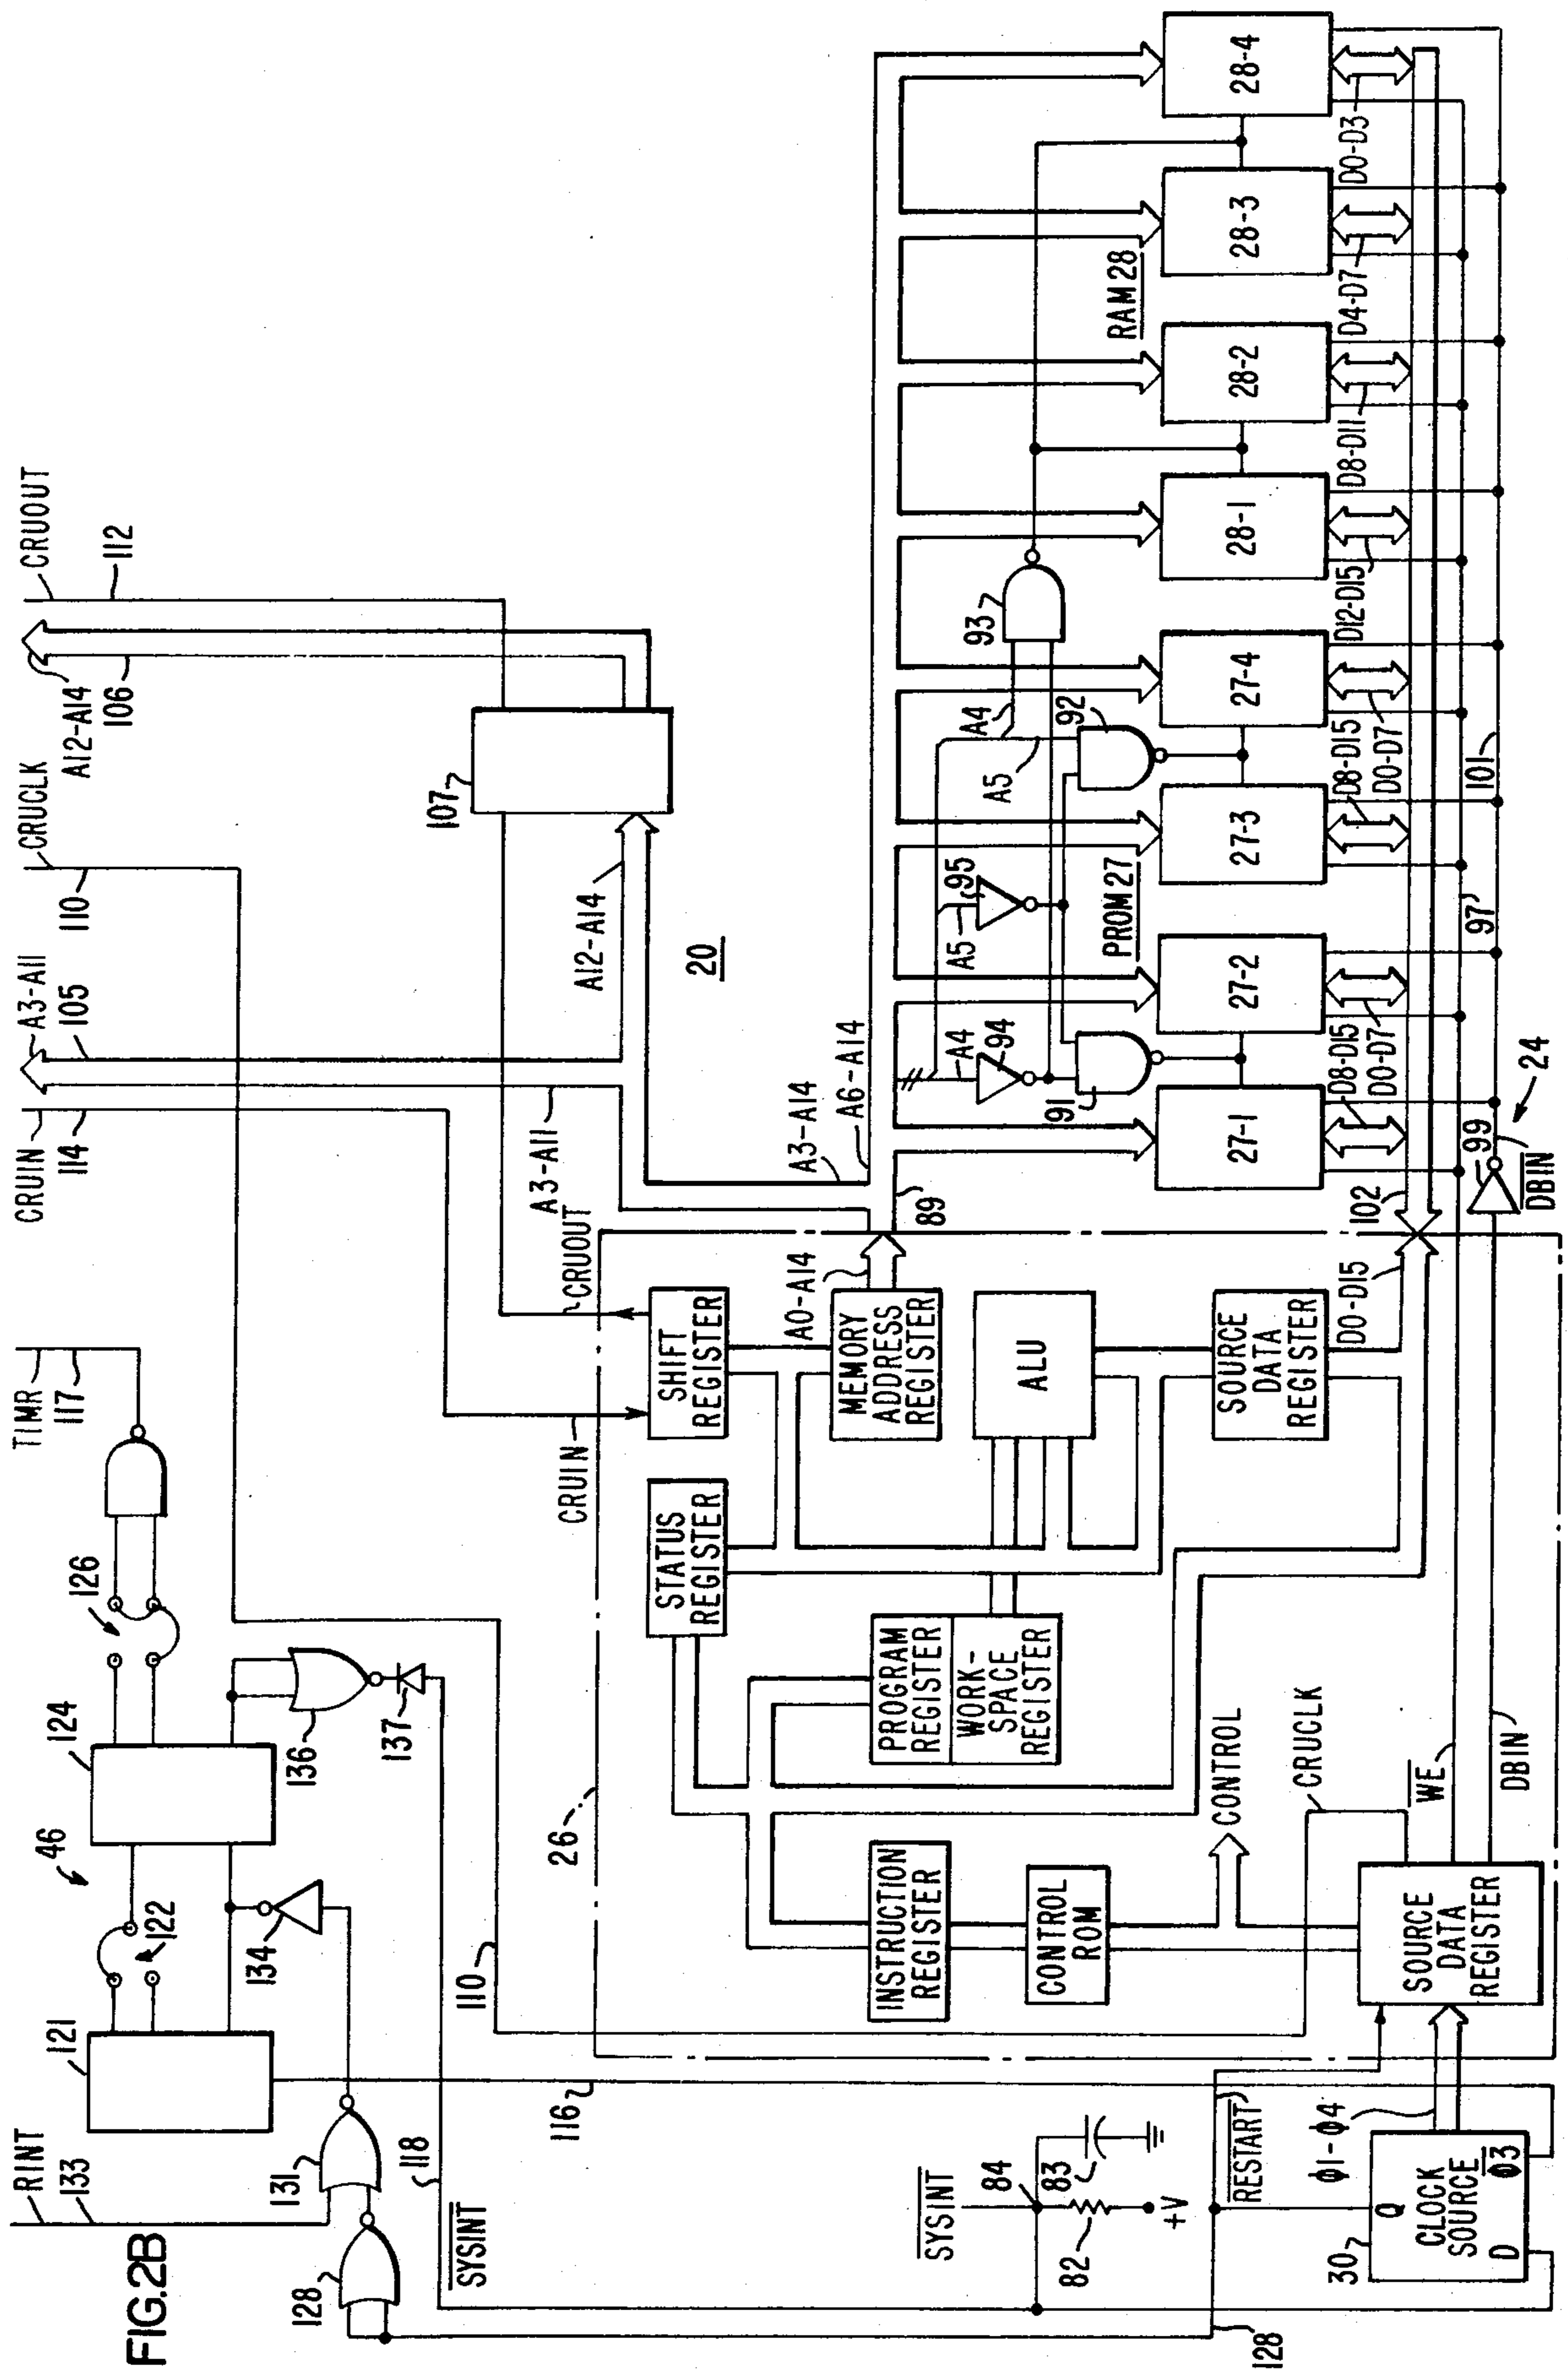 FIG.2B
RINT
133
121
122
46
124
126
TIMR
117
CRUIN
114
A3-A11
105
CRUCLK
110
A12-A14
106
CRUOUT
112
128
131
134
136
137
118
SYSINT
116
110
26
A3-A11
107
A12-A14
20
CRUIN
CRUOUT
STATUS
REGISTER
SHIFT
REGISTER
A0-A14
A3-A14
A6-A14
89
INSTRUCTION
REGISTER
PROGRAM
REGISTER
WORK-
SPACE
REGISTER
MEMORY
ADDRESS
REGISTER
CONTROL
ROM
ALU
CONTROL
CRUCLK
SOURCE
DATA
REGISTER
D0-D15
102
SYSINT
84
83
82
+V
RESTART
128
Φ1-Φ4
30
Q
CLOCK
SOURCE
D
Φ3
SOURCE
DATA
REGISTER
WE
DBIN
A4
94
A5
95
A5
A4
93
91
92
PROM 27
RAM 28
27-1
27-2
27-3
27-4
28-1
28-2
28-3
28-4
D8-D15
D0-D7
D8-D15
D0-D7
D12-D15
D8-D11
D4-D7
D0-D3
99
DBIN
24
97
101